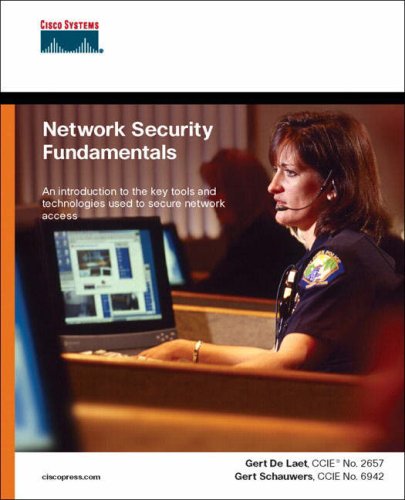 CISCO SYSTEMS
Network Security
Fundamentals
An introduction to the key tools and
technologies used to secure network
access
Gert De Laet, CCIE® No. 2657
ciscopress.com
Gert Schauwers, CCIE No. 6942